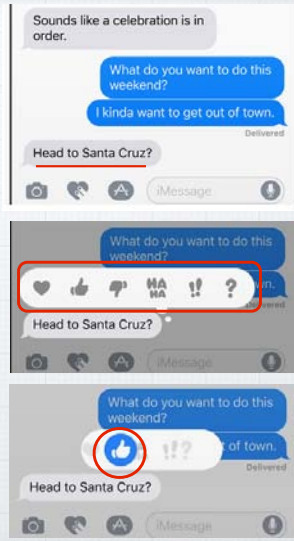 Sounds like a celebration is in
order.
What do you want to do this
weekend?
I kinda want to get out of town.
Delivered
Head to Santa Cruz?
iMessage
What do you want to do this
weekend?
HA
HA
!!
?
wn.
Delivered
Head to Santa Cruz?
iMessage
What do you want to do this
weekend?
!!?
t of town.
Delivered
Head to Santa Cruz?
iMessage